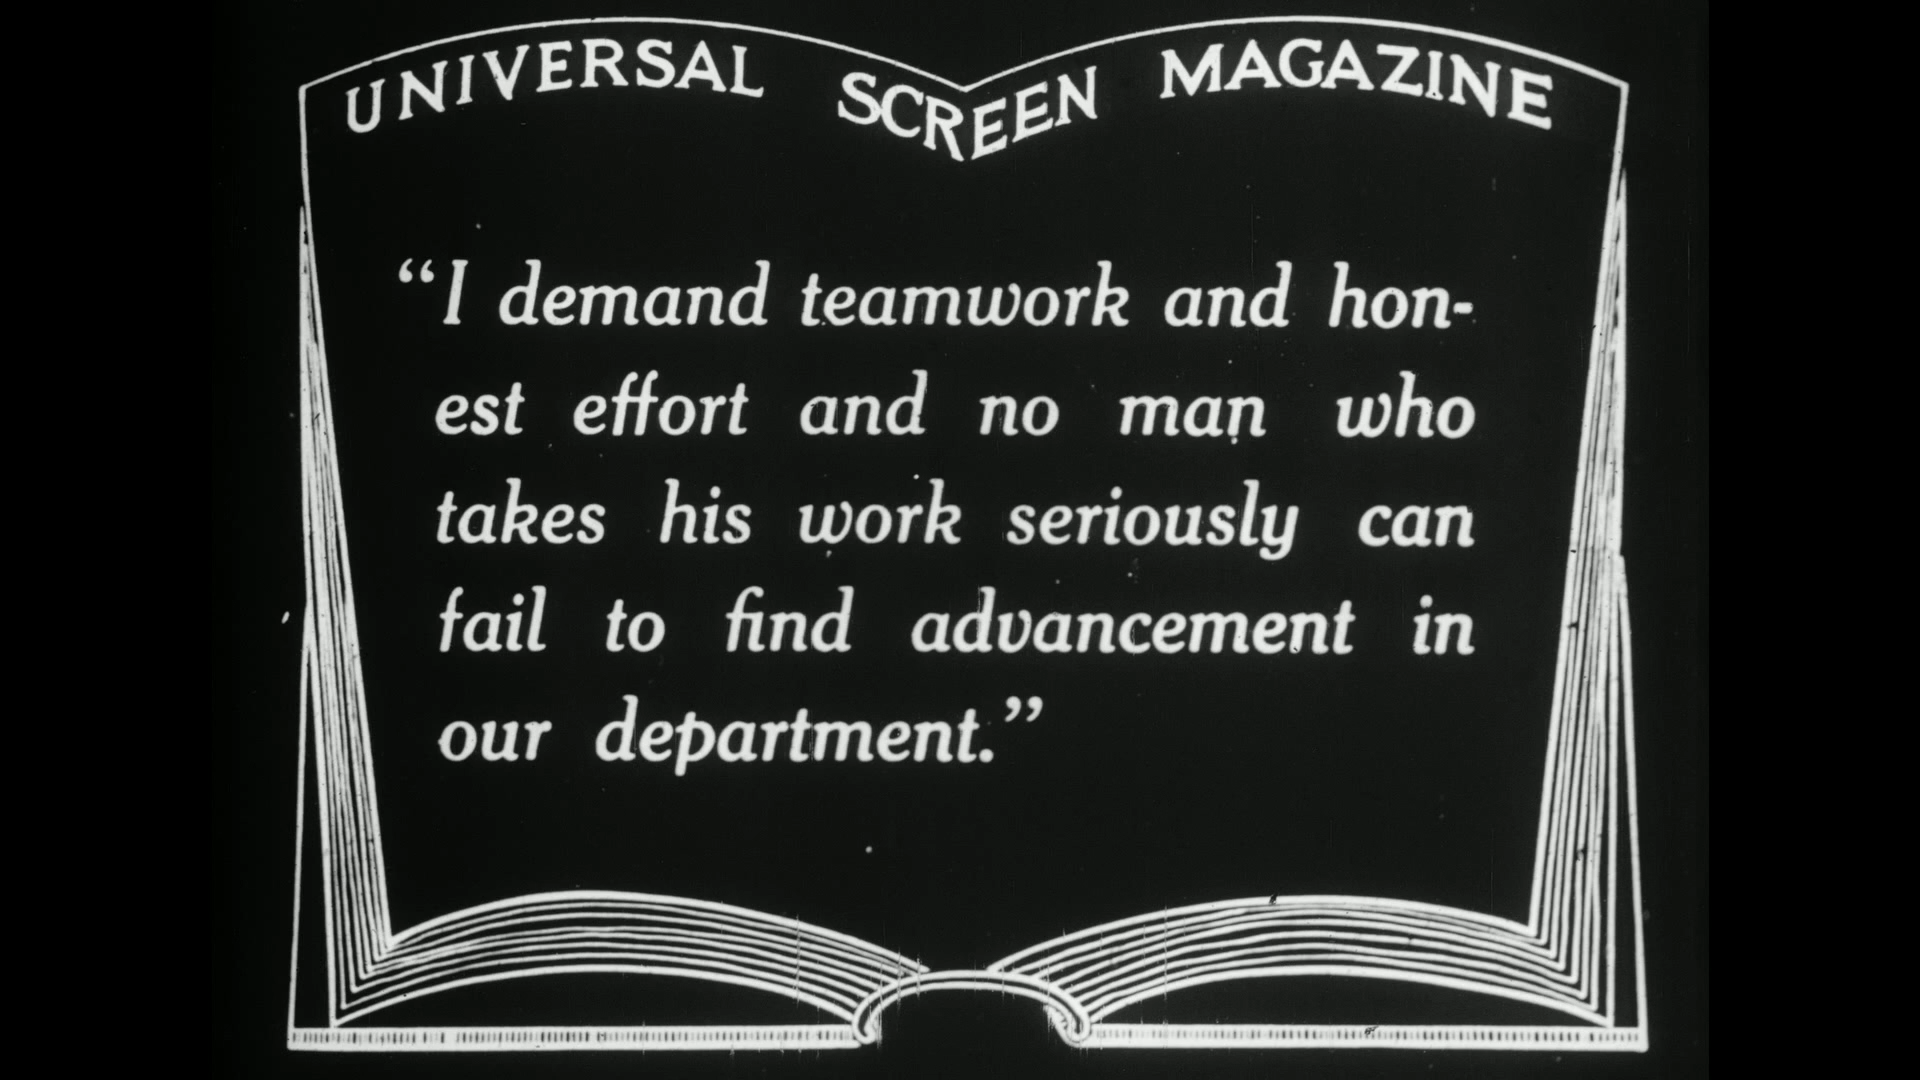 UNIVERSAL SCREEN MAGAZINE
“I demand teamwork and hon-
est effort and no man who
takes his work seriously can
fail to find advancement in
our department.”